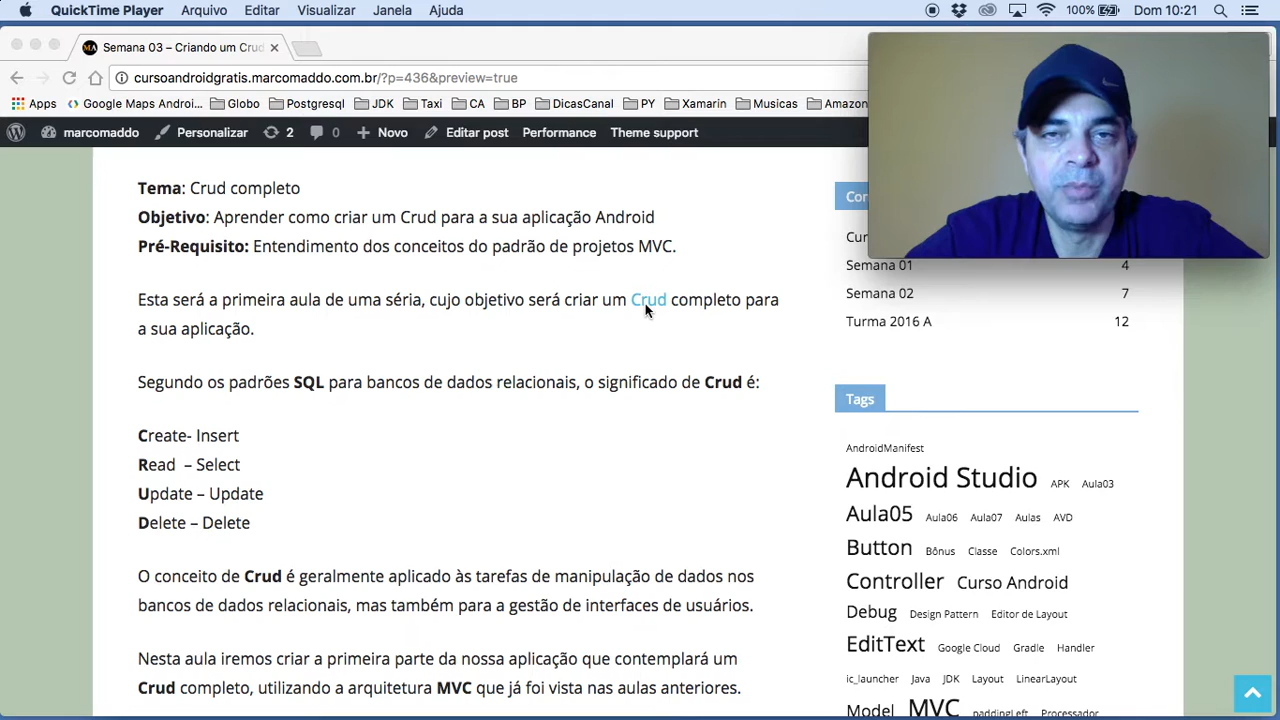 QuickTime Player Arquivo Editar Visualizar Janela Ajuda 100% Dom 10:21
MA Semana 03 – Criando um Crud
cursoandroidgratis.marcomaddo.com.br/?p=436&preview=true
Apps Google Maps Androi... Globo Postgresql JDK Taxi CA BP DicasCanal PY Xamarin Musicas Amazon
marcomaddo Personalizar 2 0 Novo Editar post Performance Theme support
Tema: Crud completo
Objetivo: Aprender como criar um Crud para a sua aplicação Android
Pré-Requisito: Entendimento dos conceitos do padrão de projetos MVC.
Esta será a primeira aula de uma séria, cujo objetivo será criar um Crud completo para
a sua aplicação.
Segundo os padrões SQL para bancos de dados relacionais, o significado de Crud é:
Create- Insert
Read – Select
Update – Update
Delete – Delete
O conceito de Crud é geralmente aplicado às tarefas de manipulação de dados nos
bancos de dados relacionais, mas também para a gestão de interfaces de usuários.
Nesta aula iremos criar a primeira parte da nossa aplicação que contemplará um
Crud completo, utilizando a arquitetura MVC que já foi vista nas aulas anteriores.
Con
Cur
Semana 01 4
Semana 02 7
Turma 2016 A 12
Tags
AndroidManifest
Android Studio APK Aula03
Aula05 Aula06 Aula07 Aulas AVD
Button Bônus Classe Colors.xml
Controller Curso Android
Debug Design Pattern Editor de Layout
EditText Google Cloud Gradle Handler
ic_launcher Java JDK Layout LinearLayout
Model MVC paddingLeft Processador